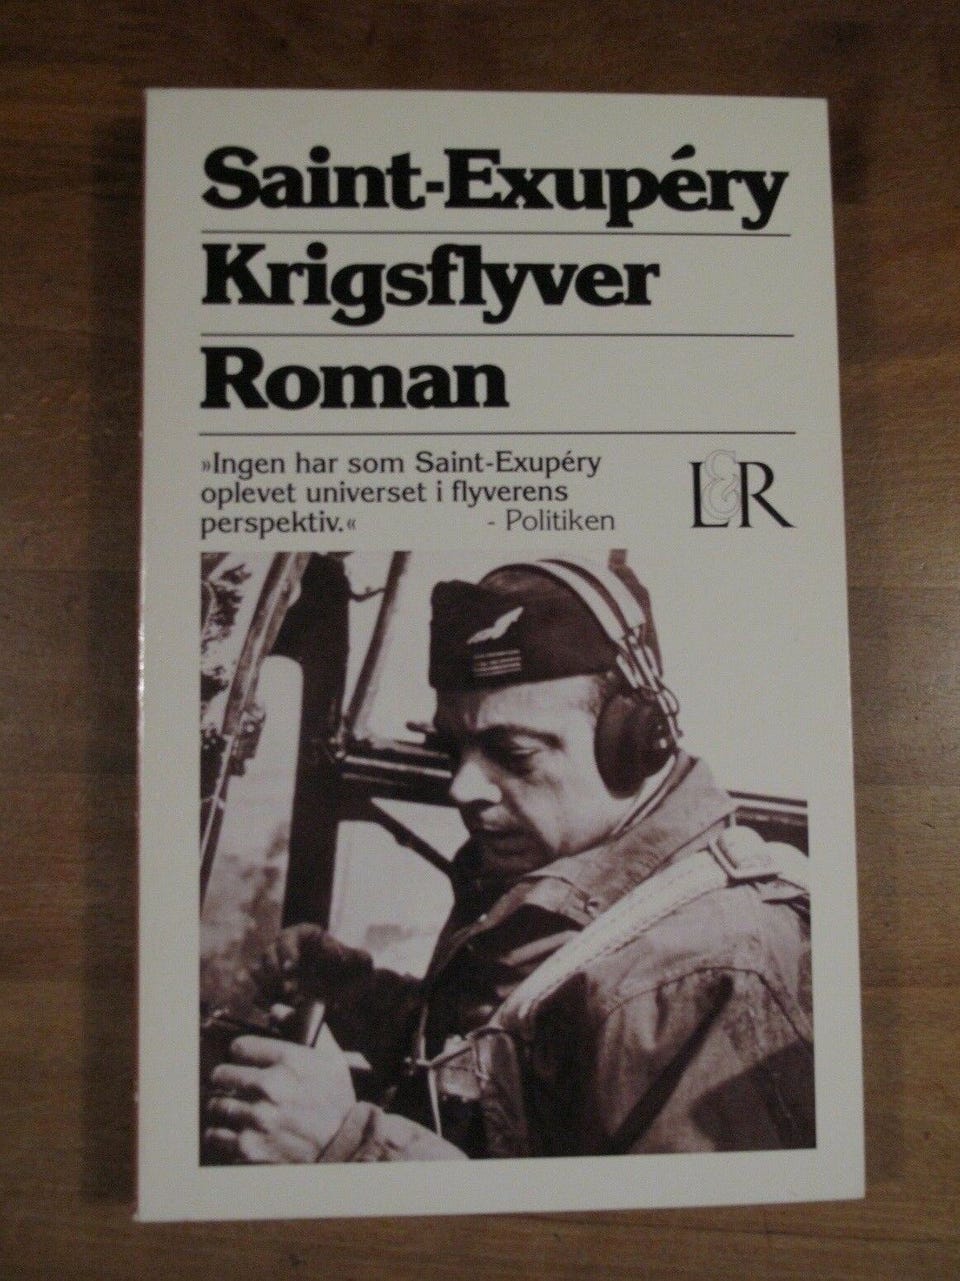 Saint-Exupéry
Krigsflyver
Roman
»Ingen har som Saint-Exupéry
oplevet universet i flyverens
perspektiv.« - Politiken
L&R